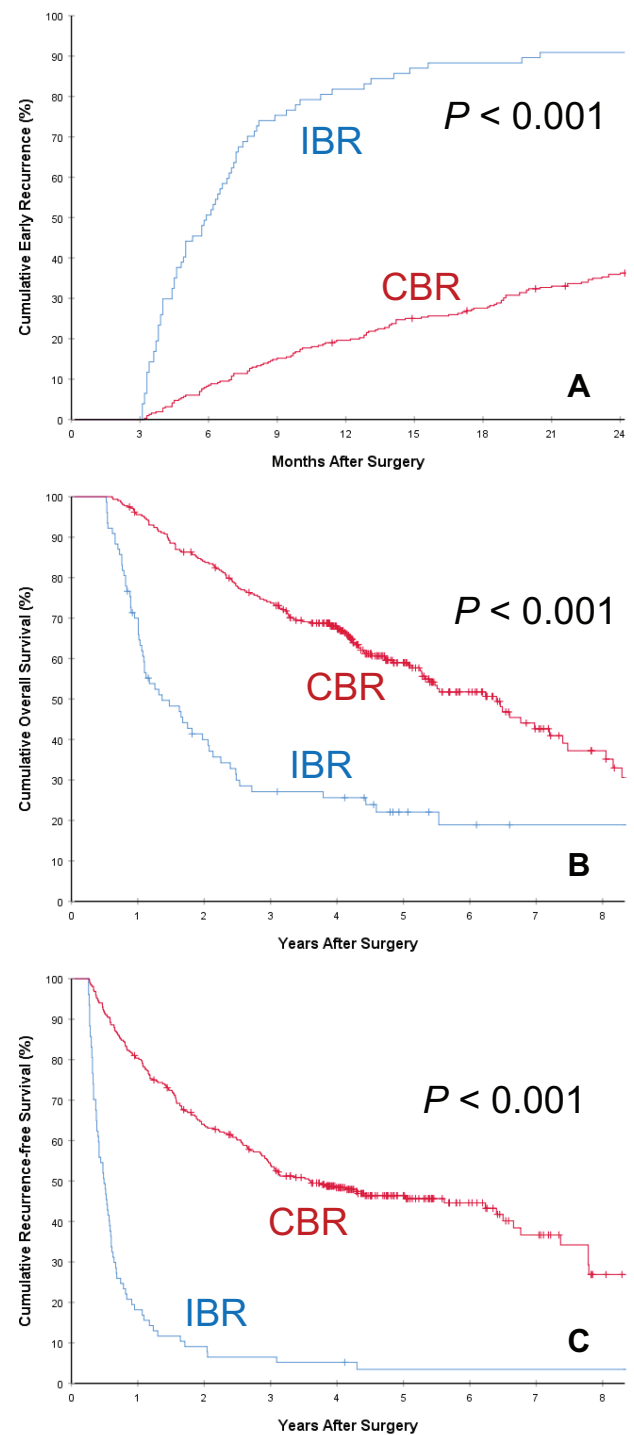 Cumulative Early Recurrence (%)
100
90
80
70
60
50
40
30
20
10
0
IBR
P < 0.001
CBR
A
0 3 6 9 12 15 18 21 24
Months After Surgery
Cumulative Overall Survival (%)
100
90
80
70
60
50
40
30
20
10
0
P < 0.001
CBR
IBR
B
0 1 2 3 4 5 6 7 8
Years After Surgery
Cumulative Recurrence-free Survival (%)
100
90
80
70
60
50
40
30
20
10
0
P < 0.001
CBR
IBR
C
0 1 2 3 4 5 6 7 8
Years After Surgery